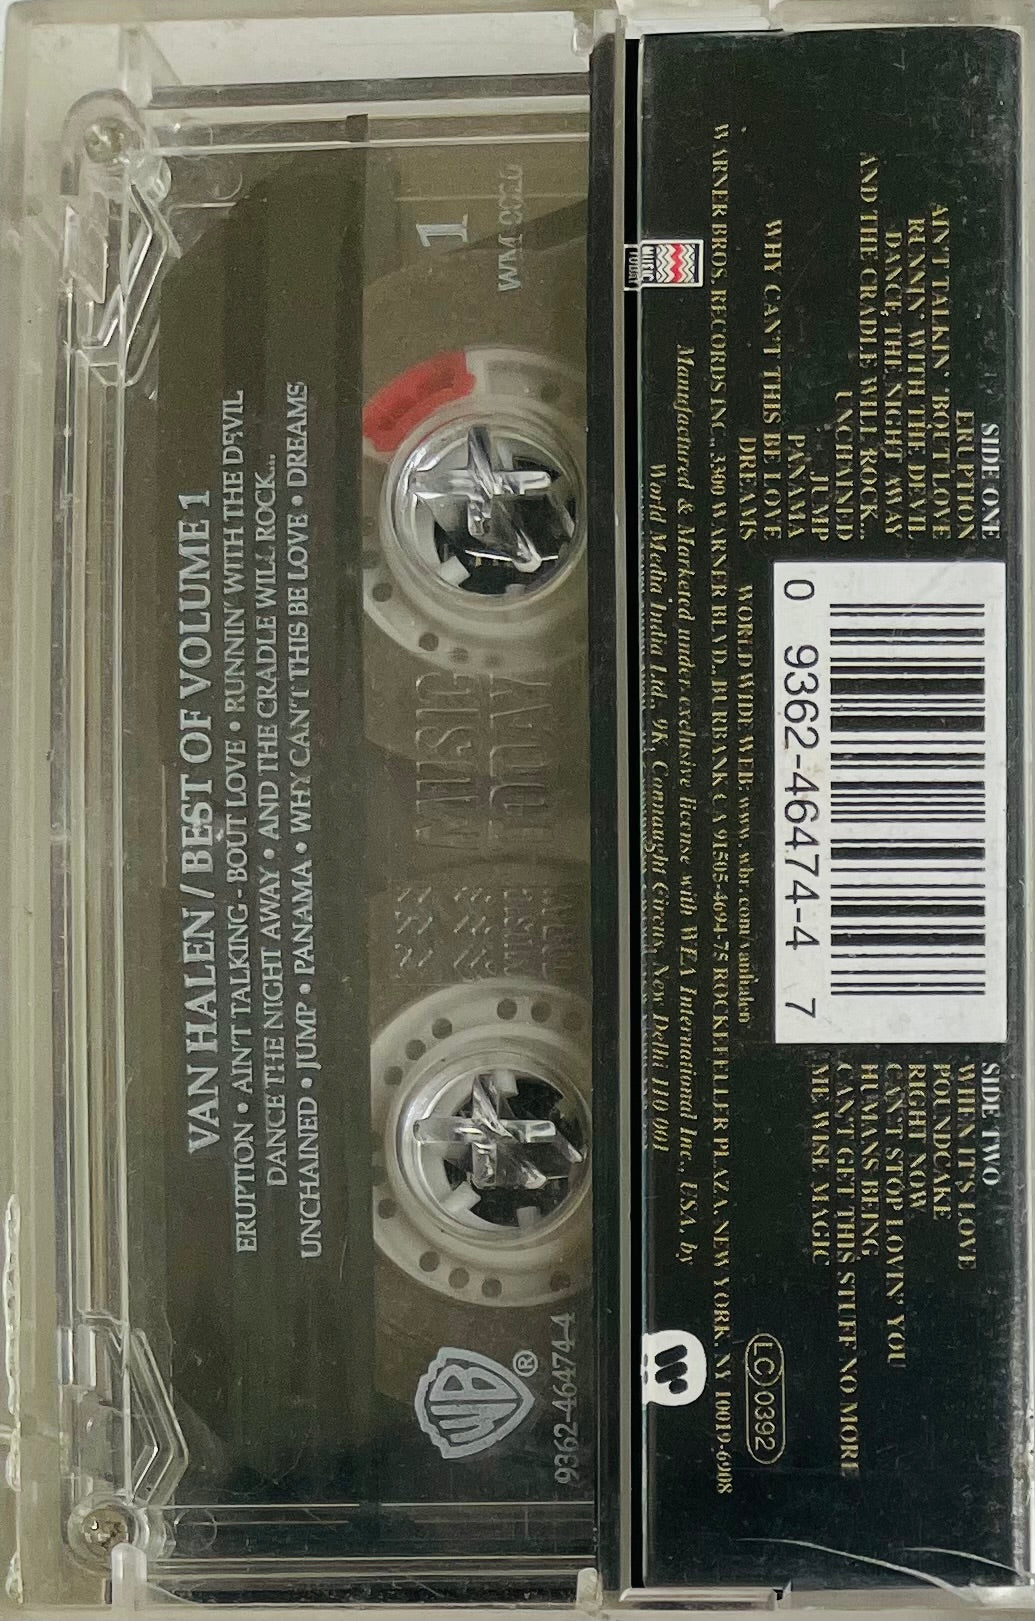 VAN HALEN / BEST OF VOLUME 1
ERUPTION • AIN'T TALKING - BOUT LOVE • RUNNIN' WITH THE DEVIL
DANCE THE NIGHT AWAY • AND THE CRADLE WILL ROCK...
UNCHAINED • JUMP • PANAMA • WHY CAN'T THIS BE LOVE • DREAMS
1
WM 0026
MUSIC
TODAY
MUSIC
TODAY
WB
®
9362-46474-4
SIDE ONE
ERUPTION
AIN'T TALKIN' 'BOUT LOVE
RUNNIN' WITH THE DEVIL
DANCE THE NIGHT AWAY
AND THE CRADLE WILL ROCK...
UNCHAINED
JUMP
PANAMA
WHY CAN'T THIS BE LOVE
DREAMS
0 9362-46474-4 7
SIDE TWO
WHEN IT'S LOVE
POUNDCAKE
RIGHT NOW
CAN'T STOP LOVIN' YOU
HUMANS BEING
CAN'T GET THIS STUFF NO MORE
ME WISE MAGIC
LC 0392
WORLD WIDE WEB: www.wbr.com/vanhalen
WARNER BROS. RECORDS INC., 3300 WARNER BLVD., BURBANK CA 91505-4694 · 75 ROCKEFELLER PLAZA, NEW YORK, NY 10019-6908
Manufactured & Marketed under exclusive license with WEA International Inc., USA, by
World Media India Ltd., 9K, Connaught Circus, New Delhi 110 001
MUSIC
TODAY